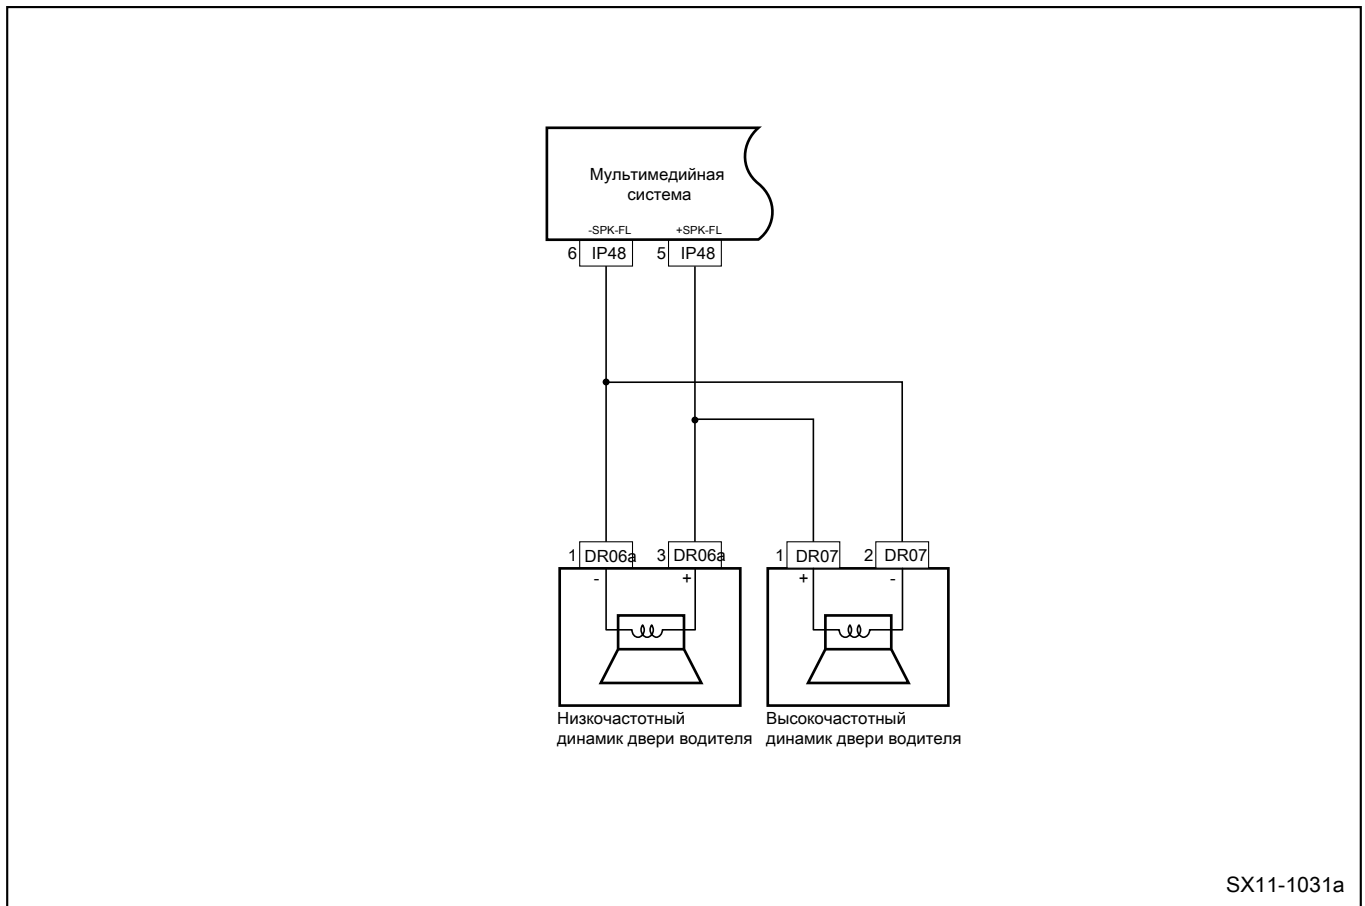 Мультимедийная
система
-SPK-FL +SPK-FL
6 IP48 5 IP48
1 DR06a 3 DR06a 1 DR07 2 DR07
- + + -
Низкочастотный
динамик двери водителя
Высокочастотный
динамик двери водителя
SX11-1031a